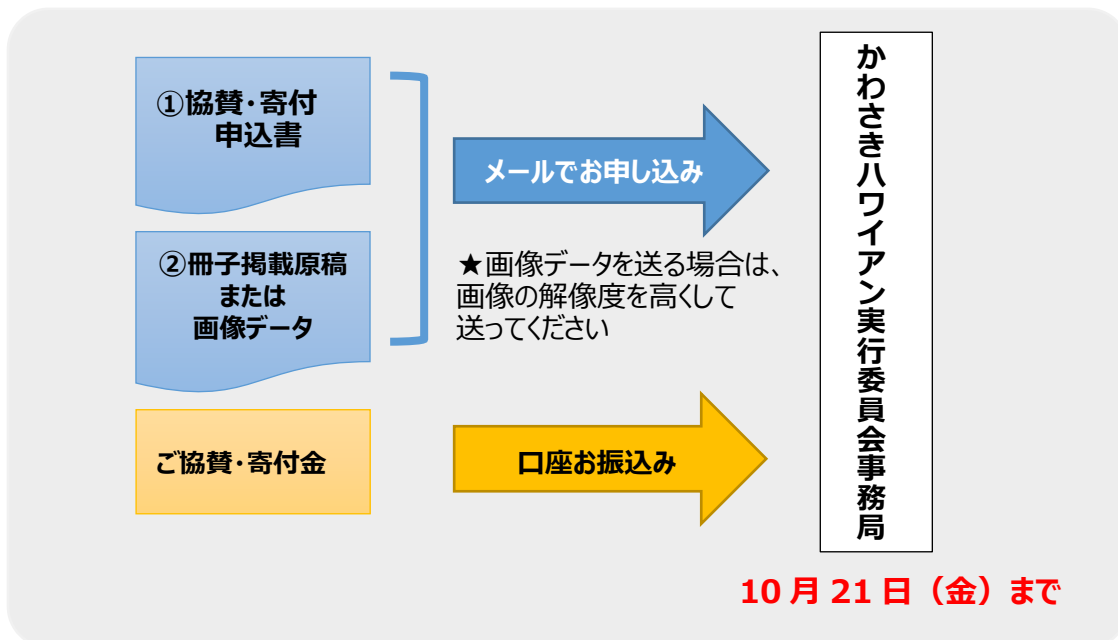 ①協賛・寄付
申込書
②冊子掲載原稿
または
画像データ
メールでお申し込み
★画像データを送る場合は、
画像の解像度を高くして
送ってください
ご協賛・寄付金
口座お振込み
かわさきハワイアン実行委員会事務局
10 月 21 日（金）まで